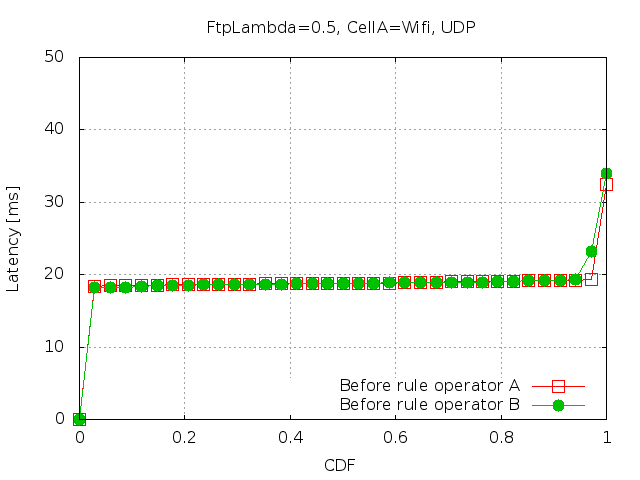 FtpLambda=0.5, CellA=Wifi, UDP
50
40
30
20
10
0
Latency [ms]
Before rule operator A
Before rule operator B
0 0.2 0.4 0.6 0.8 1
CDF